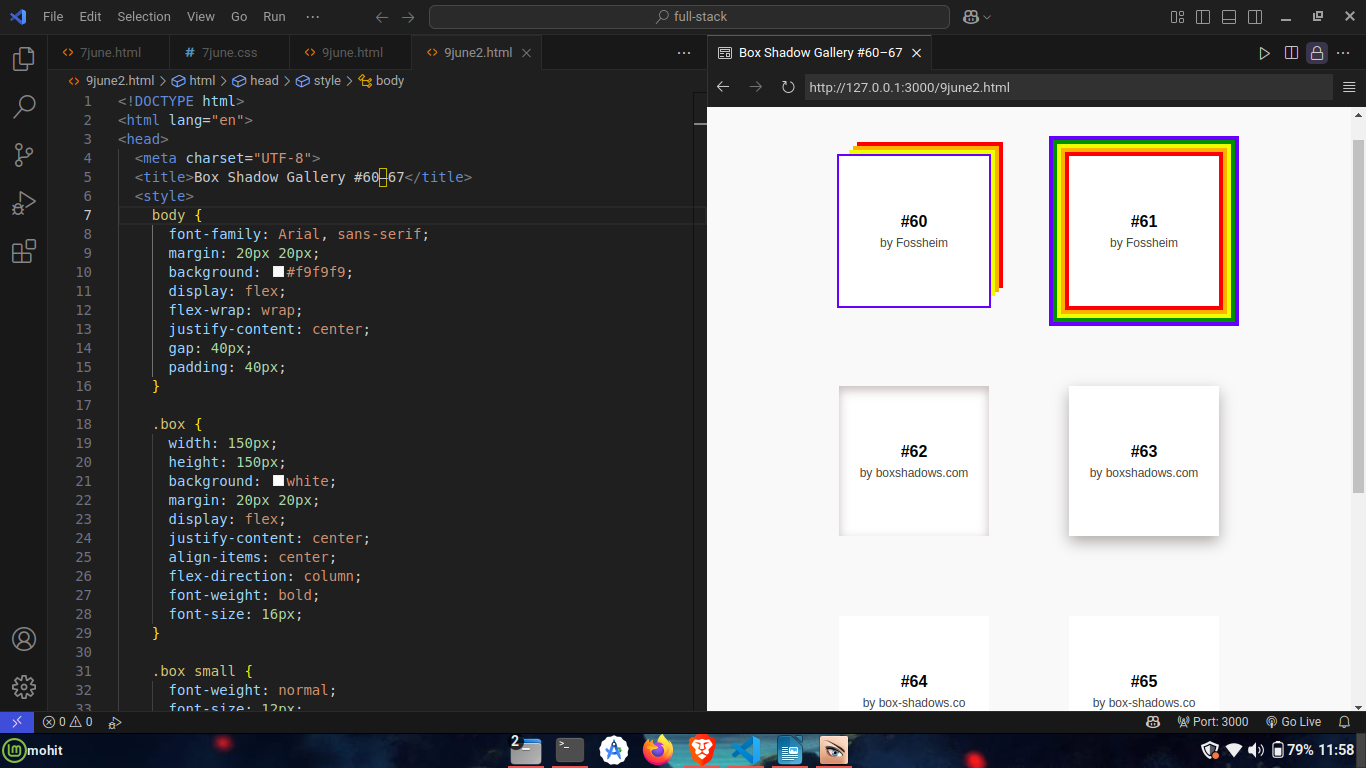 File Edit Selection View Go Run ··· full-stack
7june.html # 7june.css 9june.html 9june2.html ···
9june2.html > html > head > style > body
1 <!DOCTYPE html>
2 <html lang="en">
3 <head>
4 <meta charset="UTF-8">
5 <title>Box Shadow Gallery #60–67</title>
6 <style>
7 body {
8 font-family: Arial, sans-serif;
9 margin: 20px 20px;
10 background: #f9f9f9;
11 display: flex;
12 flex-wrap: wrap;
13 justify-content: center;
14 gap: 40px;
15 padding: 40px;
16 }
17
18 .box {
19 width: 150px;
20 height: 150px;
21 background: white;
22 margin: 20px 20px;
23 display: flex;
24 justify-content: center;
25 align-items: center;
26 flex-direction: column;
27 font-weight: bold;
28 font-size: 16px;
29 }
30
31 .box small {
32 font-weight: normal;
33 font-size: 12px;
Box Shadow Gallery #60–67
http://127.0.0.1:3000/9june2.html
#60
by Fossheim
#61
by Fossheim
#62
by boxshadows.com
#63
by boxshadows.com
#64
by box-shadows.co
#65
by box-shadows.co
0 0 Port: 3000 Go Live
mohit 2 79% 11:58